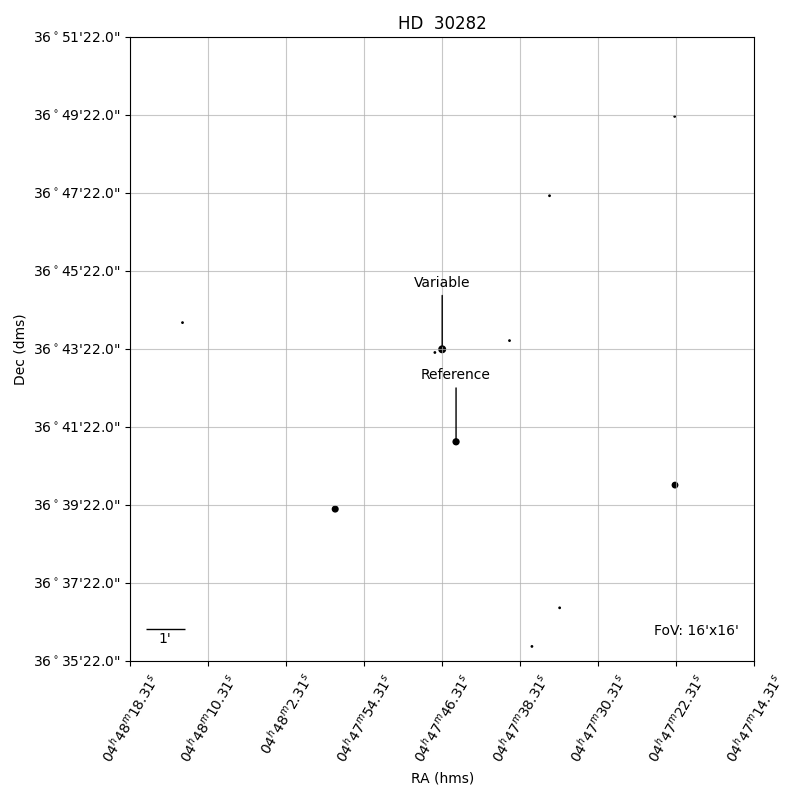 HD 30282
36°51'22.0"
36°49'22.0"
36°47'22.0"
36°45'22.0"
36°43'22.0"
36°41'22.0"
36°39'22.0"
36°37'22.0"
36°35'22.0"
Dec (dms)
Variable
Reference
1'
FoV: 16'x16'
04ʰ48ᵐ18.31ˢ
04ʰ48ᵐ10.31ˢ
04ʰ48ᵐ2.31ˢ
04ʰ47ᵐ54.31ˢ
04ʰ47ᵐ46.31ˢ
04ʰ47ᵐ38.31ˢ
04ʰ47ᵐ30.31ˢ
04ʰ47ᵐ22.31ˢ
04ʰ47ᵐ14.31ˢ
RA (hms)